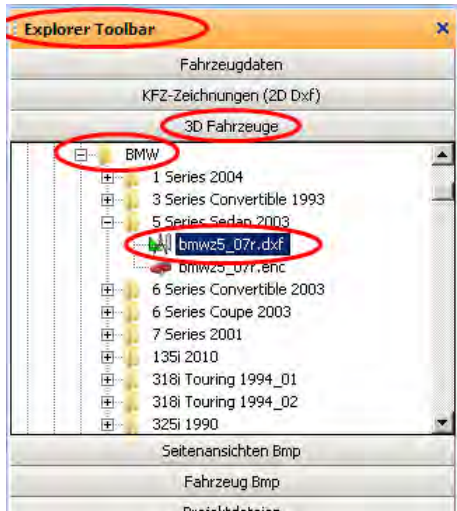 Explorer Toolbar
Fahrzeugdaten
KFZ-Zeichnungen (2D Dxf)
3D Fahrzeuge
BMW
1 Series 2004
3 Series Convertible 1993
5 Series Sedan 2003
bmwz5_07r.dxf
bmwz5_07r.enc
6 Series Convertible 2003
6 Series Coupe 2003
7 Series 2001
135i 2010
318i Touring 1994_01
318i Touring 1994_02
325i 1990
Seitenansichten Bmp
Fahrzeug Bmp
Projektdateien